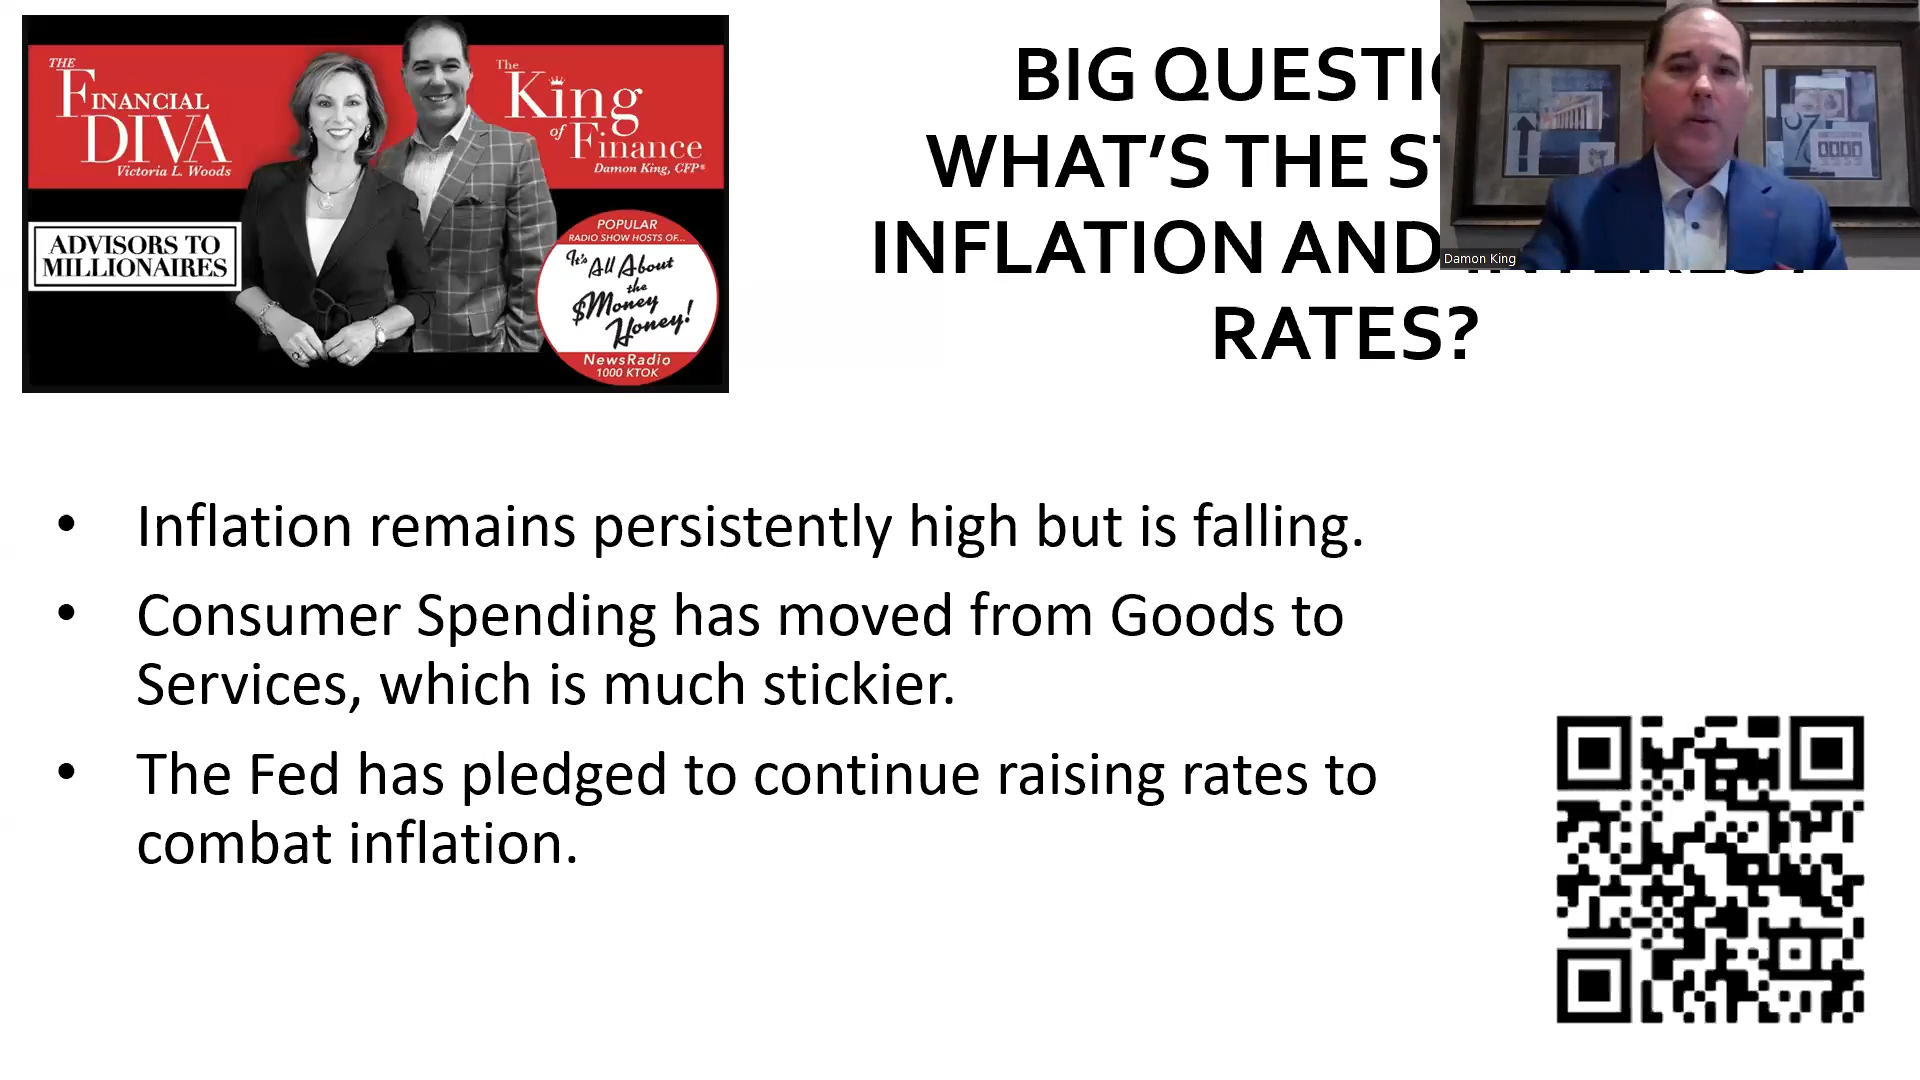 THE
FINANCIAL
DIVA
Victoria L. Woods
The
King
of
Finance
Damon King, CFP®
ADVISORS TO
MILLIONAIRES
POPULAR
RADIO SHOW HOSTS OF...
It's All About
the
$Money
Honey!
NewsRadio
1000 KTOK
BIG
WHAT'S THE
INFLATION AND
RATES?
Damon King
• Inflation remains persistently high but is falling.
• Consumer Spending has moved from Goods to
Services, which is much stickier.
• The Fed has pledged to continue raising rates to
combat inflation.